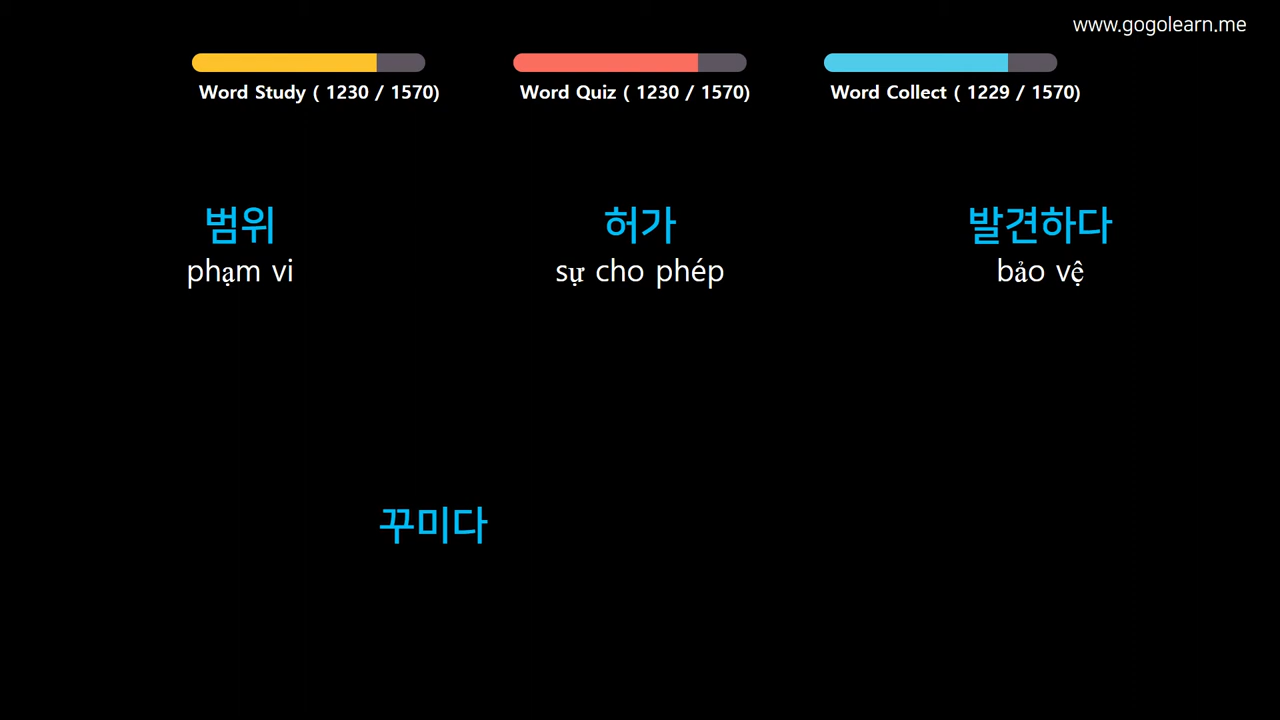 www.gogolearn.me
Word Study ( 1230 / 1570)
Word Quiz ( 1230 / 1570)
Word Collect ( 1229 / 1570)
범위
phạm vi
허가
sự cho phép
발견하다
bảo vệ
꾸미다